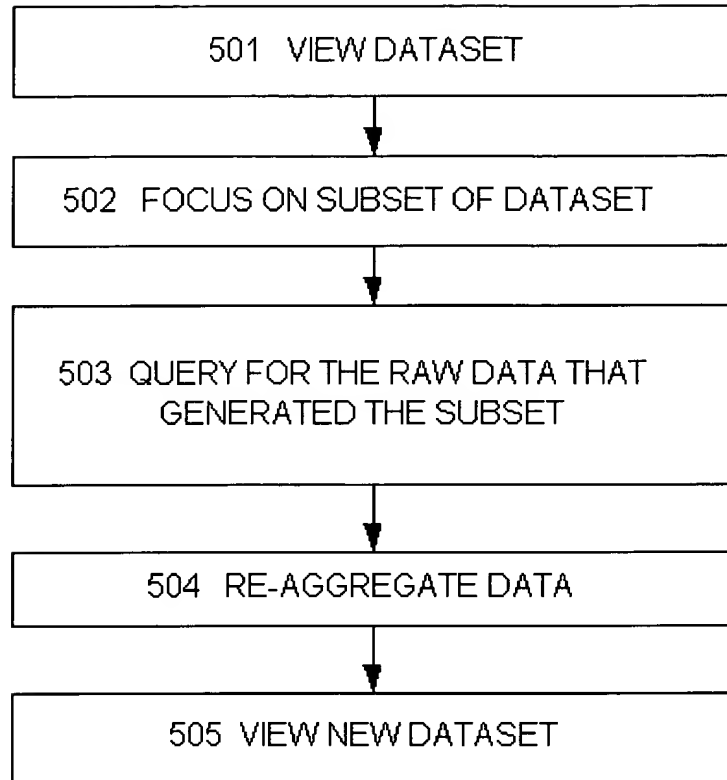 501 VIEW DATASET
502 FOCUS ON SUBSET OF DATASET
503 QUERY FOR THE RAW DATA THAT
GENERATED THE SUBSET
504 RE-AGGREGATE DATA
505 VIEW NEW DATASET